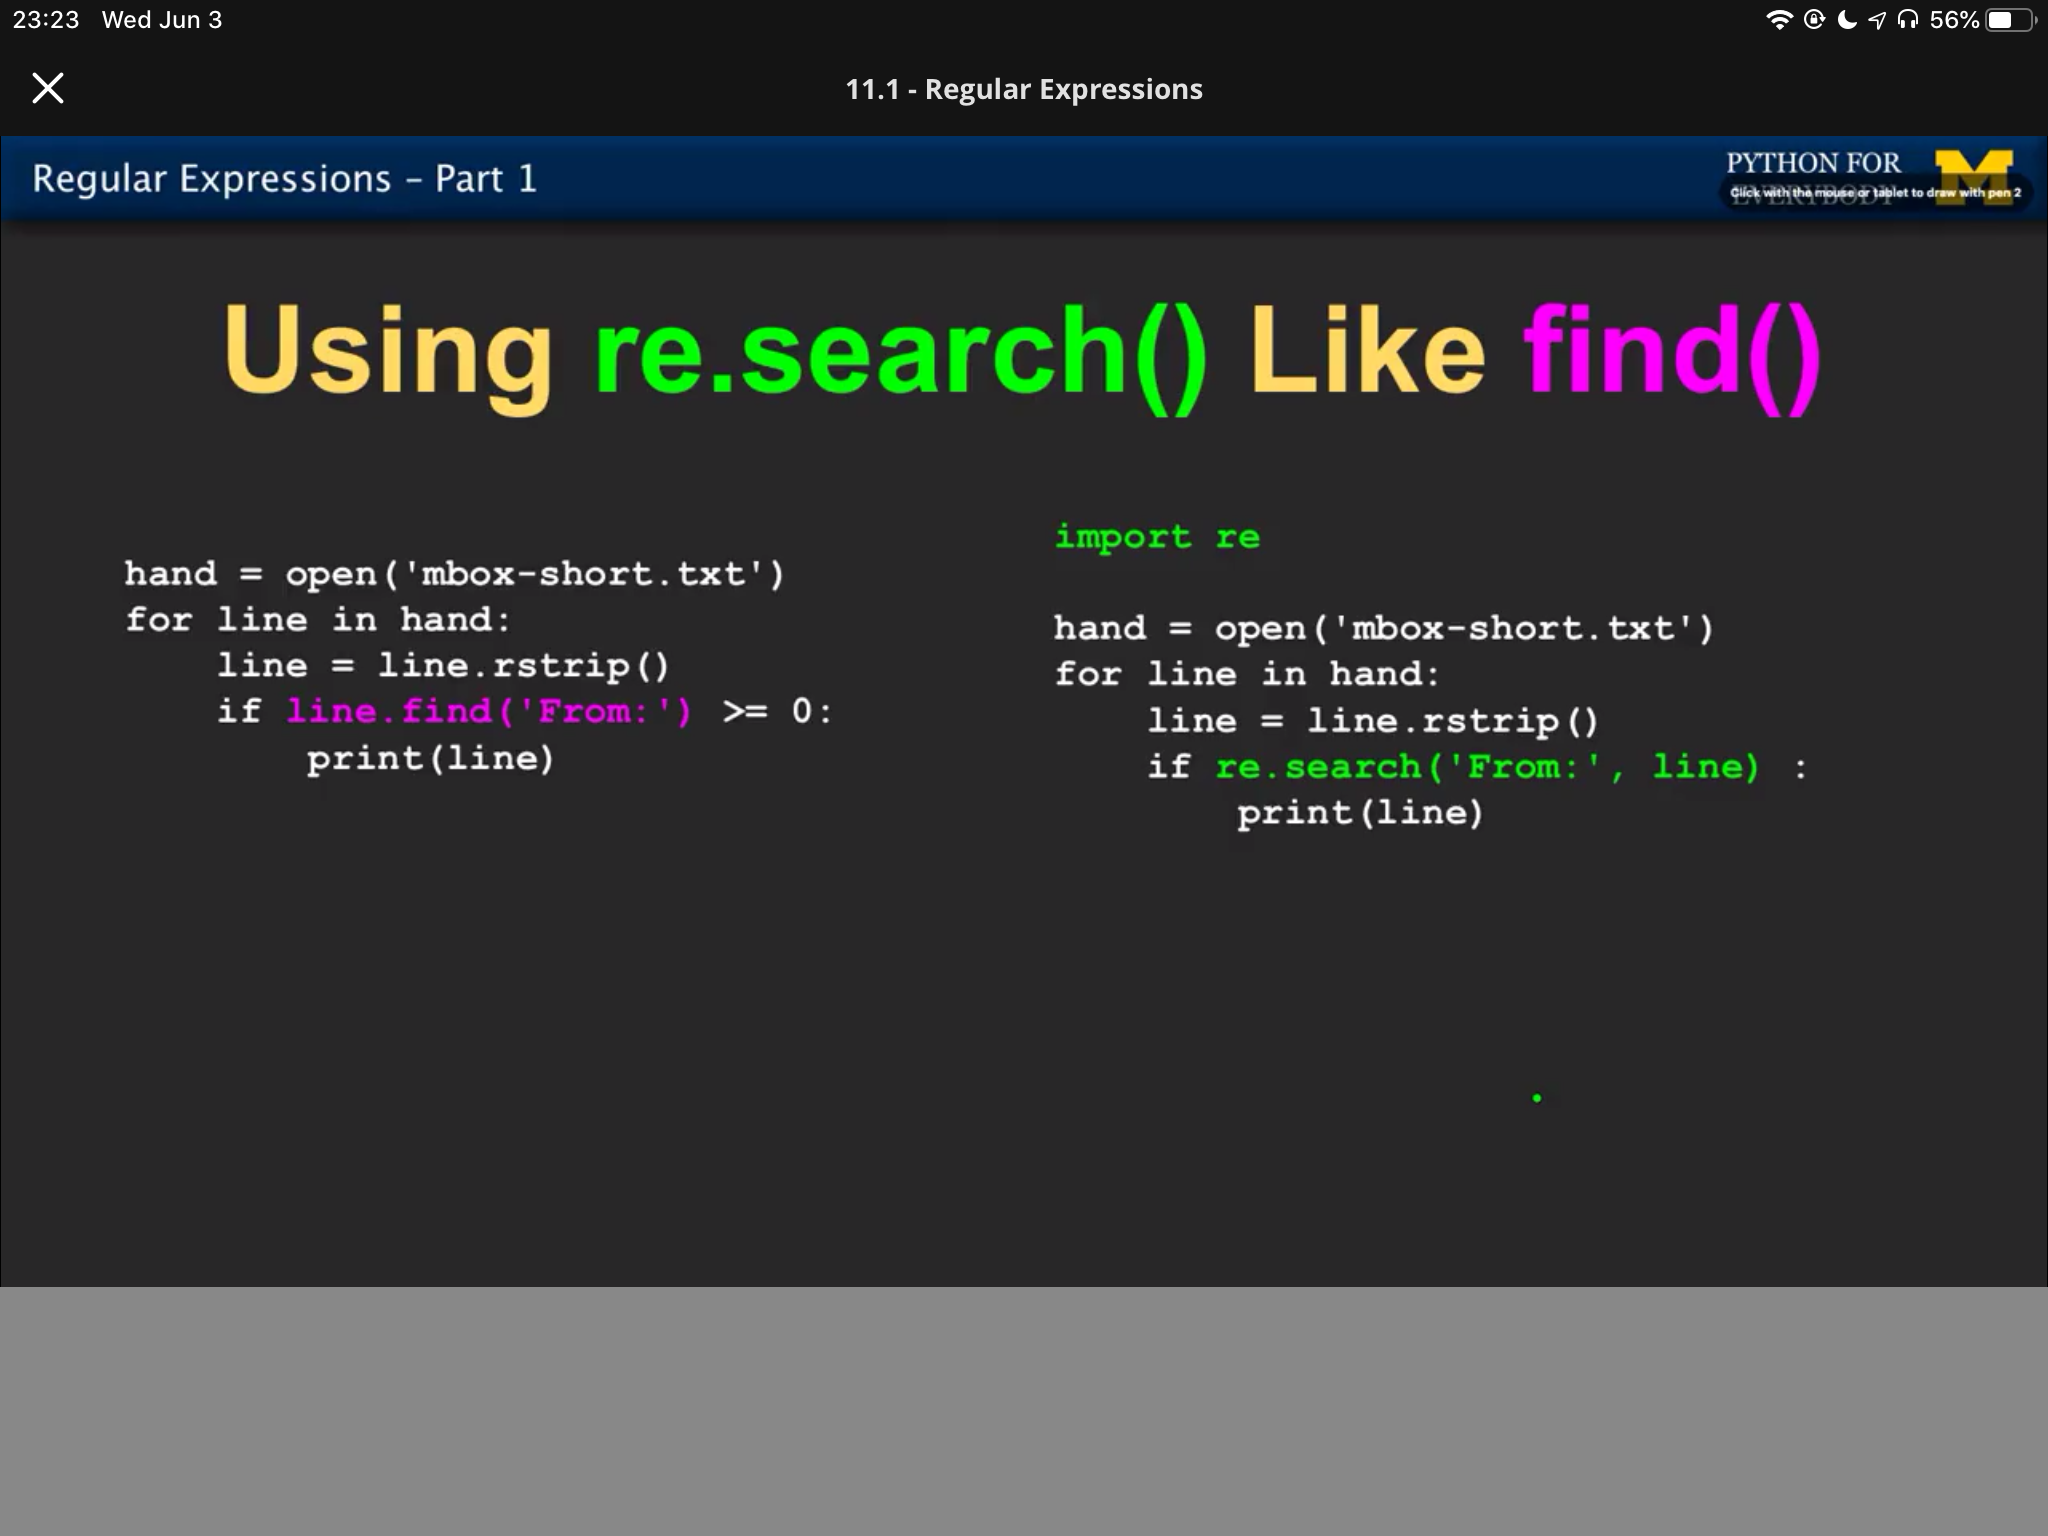 23:23 Wed Jun 3
56%
11.1 - Regular Expressions
Regular Expressions – Part 1
PYTHON FOR
EVERYBODY
Click with the mouse or tablet to draw with pen 2
Using re.search() Like find()
hand = open('mbox-short.txt')
for line in hand:
    line = line.rstrip()
    if line.find('From:') >= 0:
        print(line)
import re
hand = open('mbox-short.txt')
for line in hand:
    line = line.rstrip()
    if re.search('From:', line) :
        print(line)